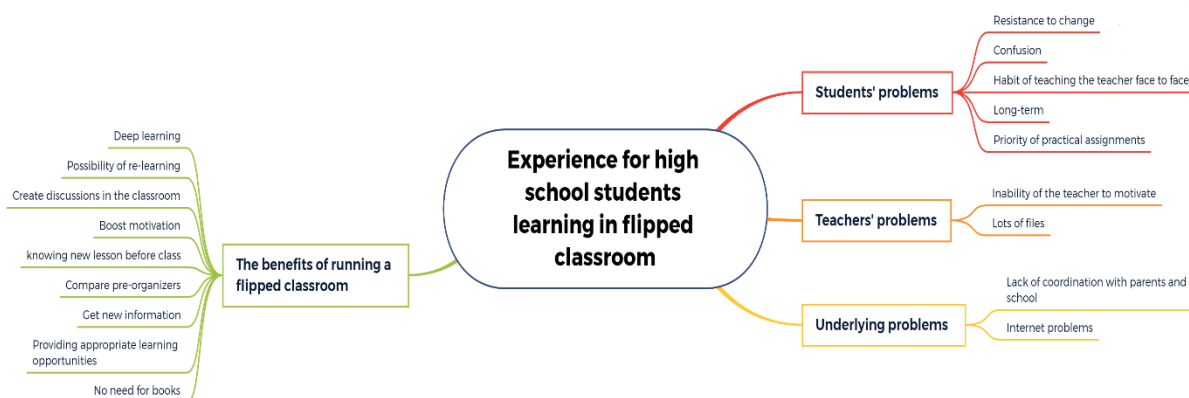 Experience for high
school students
learning in flipped
classroom
Students' problems
Resistance to change
Confusion
Habit of teaching the teacher face to face
Long-term
Priority of practical assignments
Teachers' problems
Inability of the teacher to motivate
Lots of files
Underlying problems
Lack of coordination with parents and
school
Internet problems
The benefits of running a
flipped classroom
Deep learning
Possibility of re-learning
Create discussions in the classroom
Boost motivation
knowing new lesson before class
Compare pre-organizers
Get new information
Providing appropriate learning
opportunities
No need for books